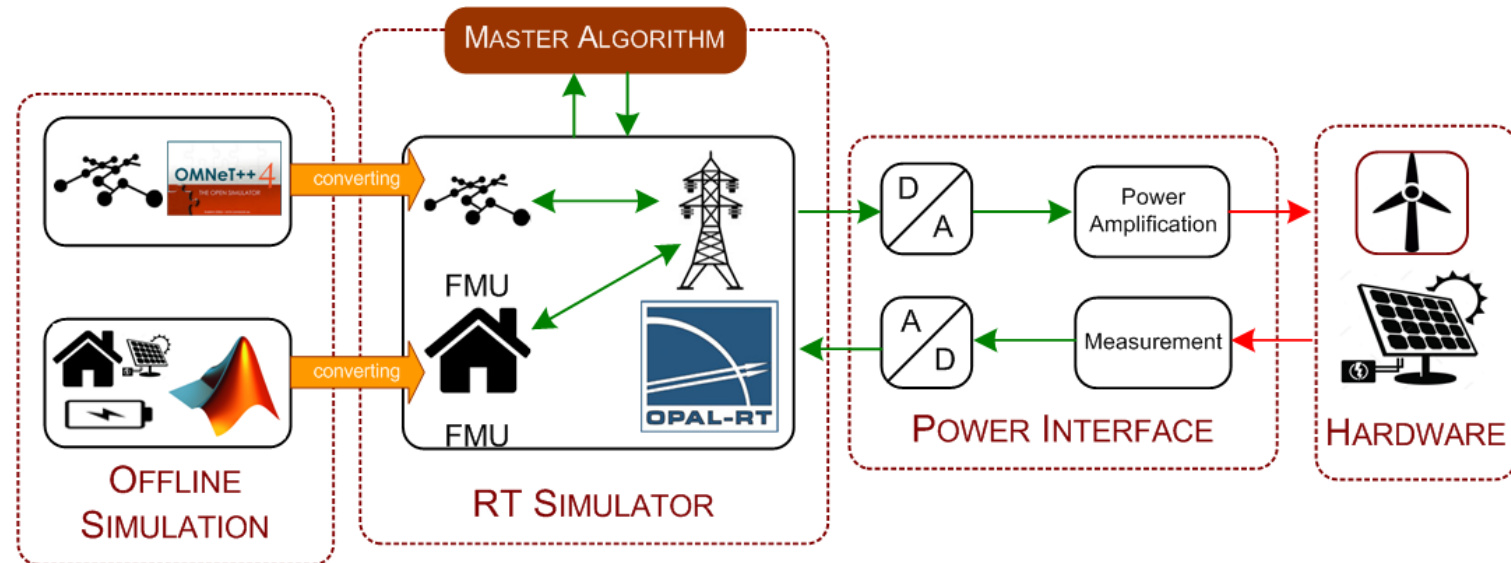 MASTER ALGORITHM
OMNeT++ 4
THE OPEN SIMULATOR
converting
FMU
converting
FMU
OPAL-RT
D
A
Power
Amplification
A
D
Measurement
OFFLINE
SIMULATION
RT SIMULATOR
POWER INTERFACE
HARDWARE